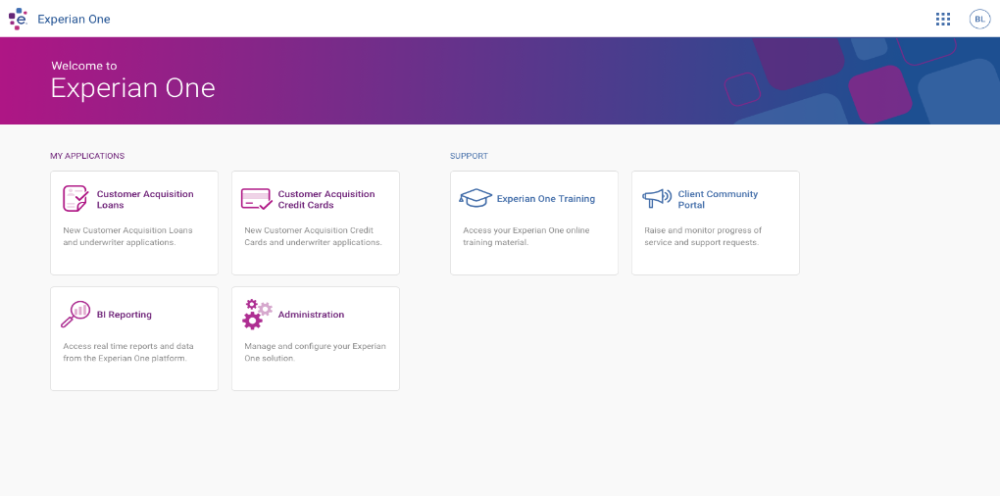 Experian One
BL
Welcome to
Experian One
MY APPLICATIONS
Customer Acquisition
Loans
New Customer Acquisition Loans
and underwriter applications.
Customer Acquisition
Credit Cards
New Customer Acquisition Credit
Cards and underwriter applications.
BI Reporting
Access real time reports and data
from the Experian One platform.
Administration
Manage and configure your Experian
One solution.
SUPPORT
Experian One Training
Access your Experian One online
training material.
Client Community
Portal
Raise and monitor progress of
service and support requests.